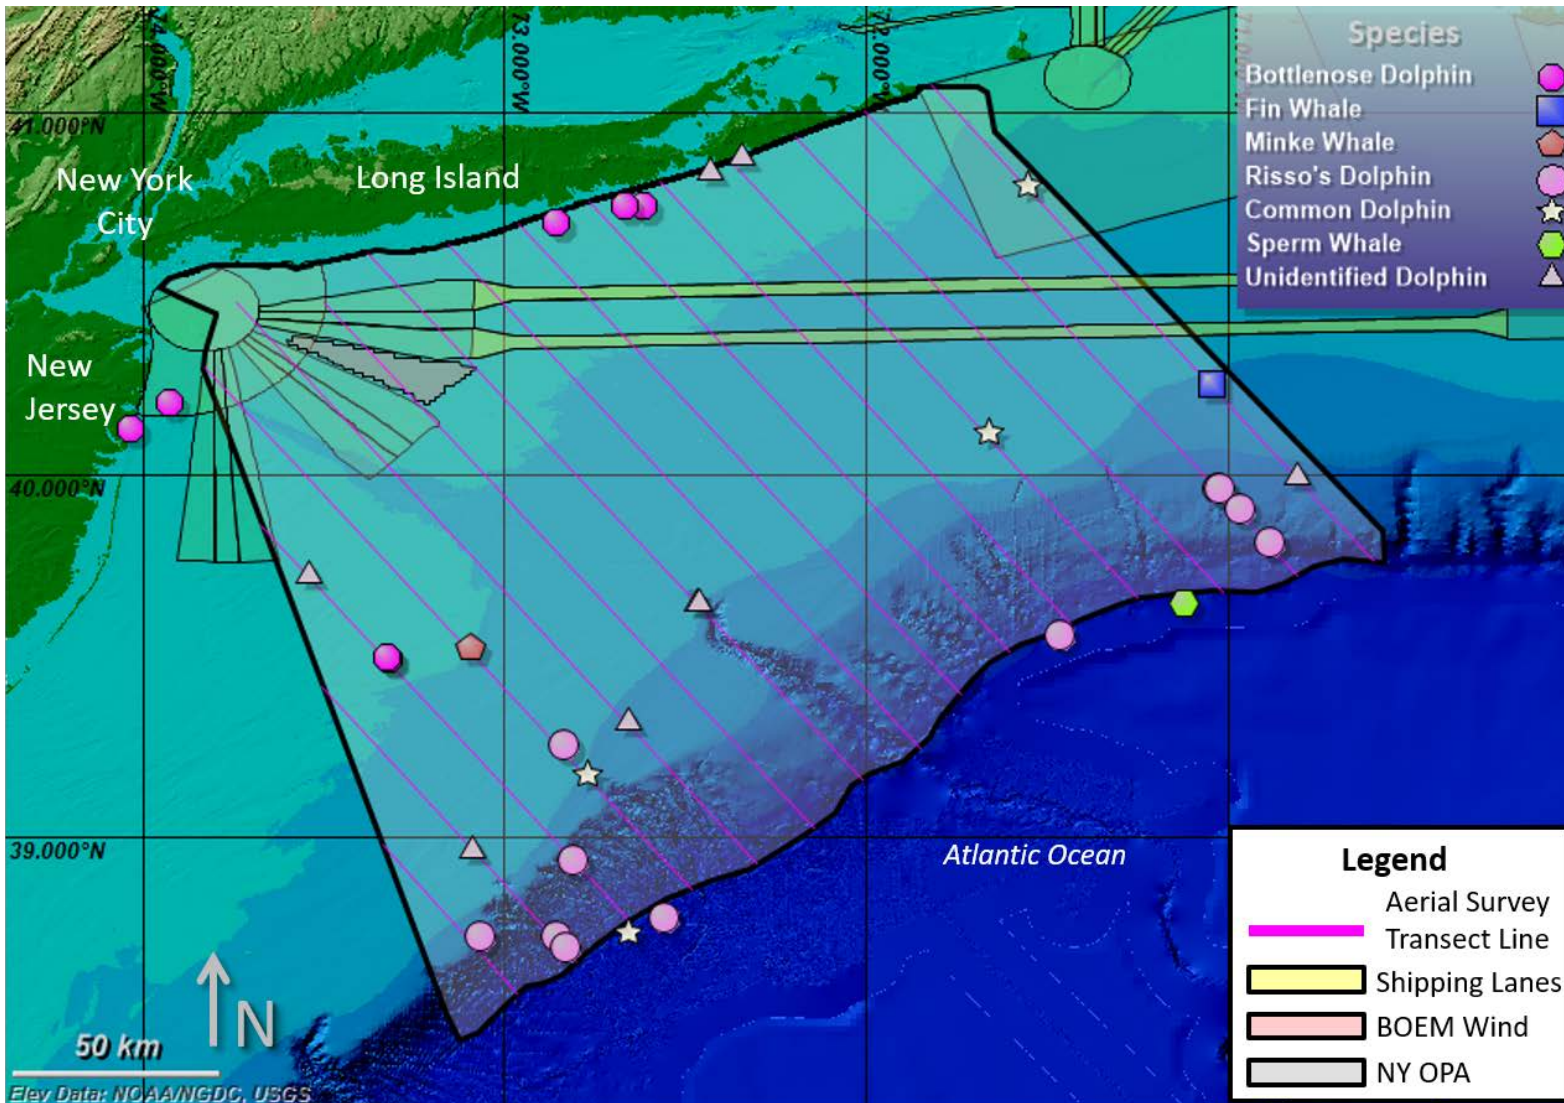 74.000°W
73.000°W
72.000°W
41.000°N
New York
City
Long Island
New
Jersey
40.000°N
39.000°N
Atlantic Ocean
N
50 km
Elev Data: NOAA/NGDC, USGS
Species
Bottlenose Dolphin
Fin Whale
Minke Whale
Risso's Dolphin
Common Dolphin
Sperm Whale
Unidentified Dolphin
Legend
Aerial Survey
Transect Line
Shipping Lanes
BOEM Wind
NY OPA